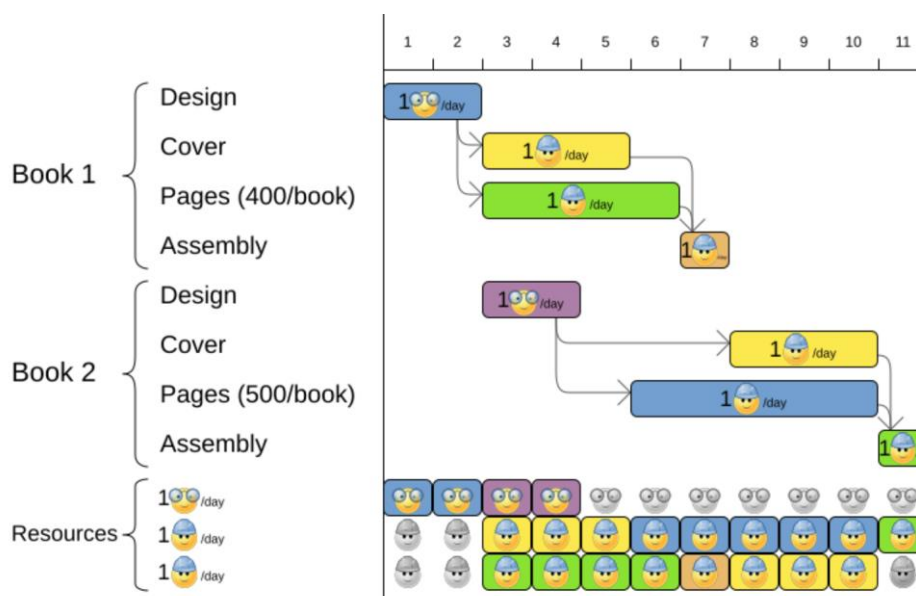 1 2 3 4 5 6 7 8 9 10 11
Book 1
Design
1 /day
Cover
1 /day
Pages (400/book)
1 /day
Assembly
1
Book 2
Design
1 /day
Cover
1 /day
Pages (500/book)
1 /day
Assembly
1
Resources
1 /day
1 /day
1 /day